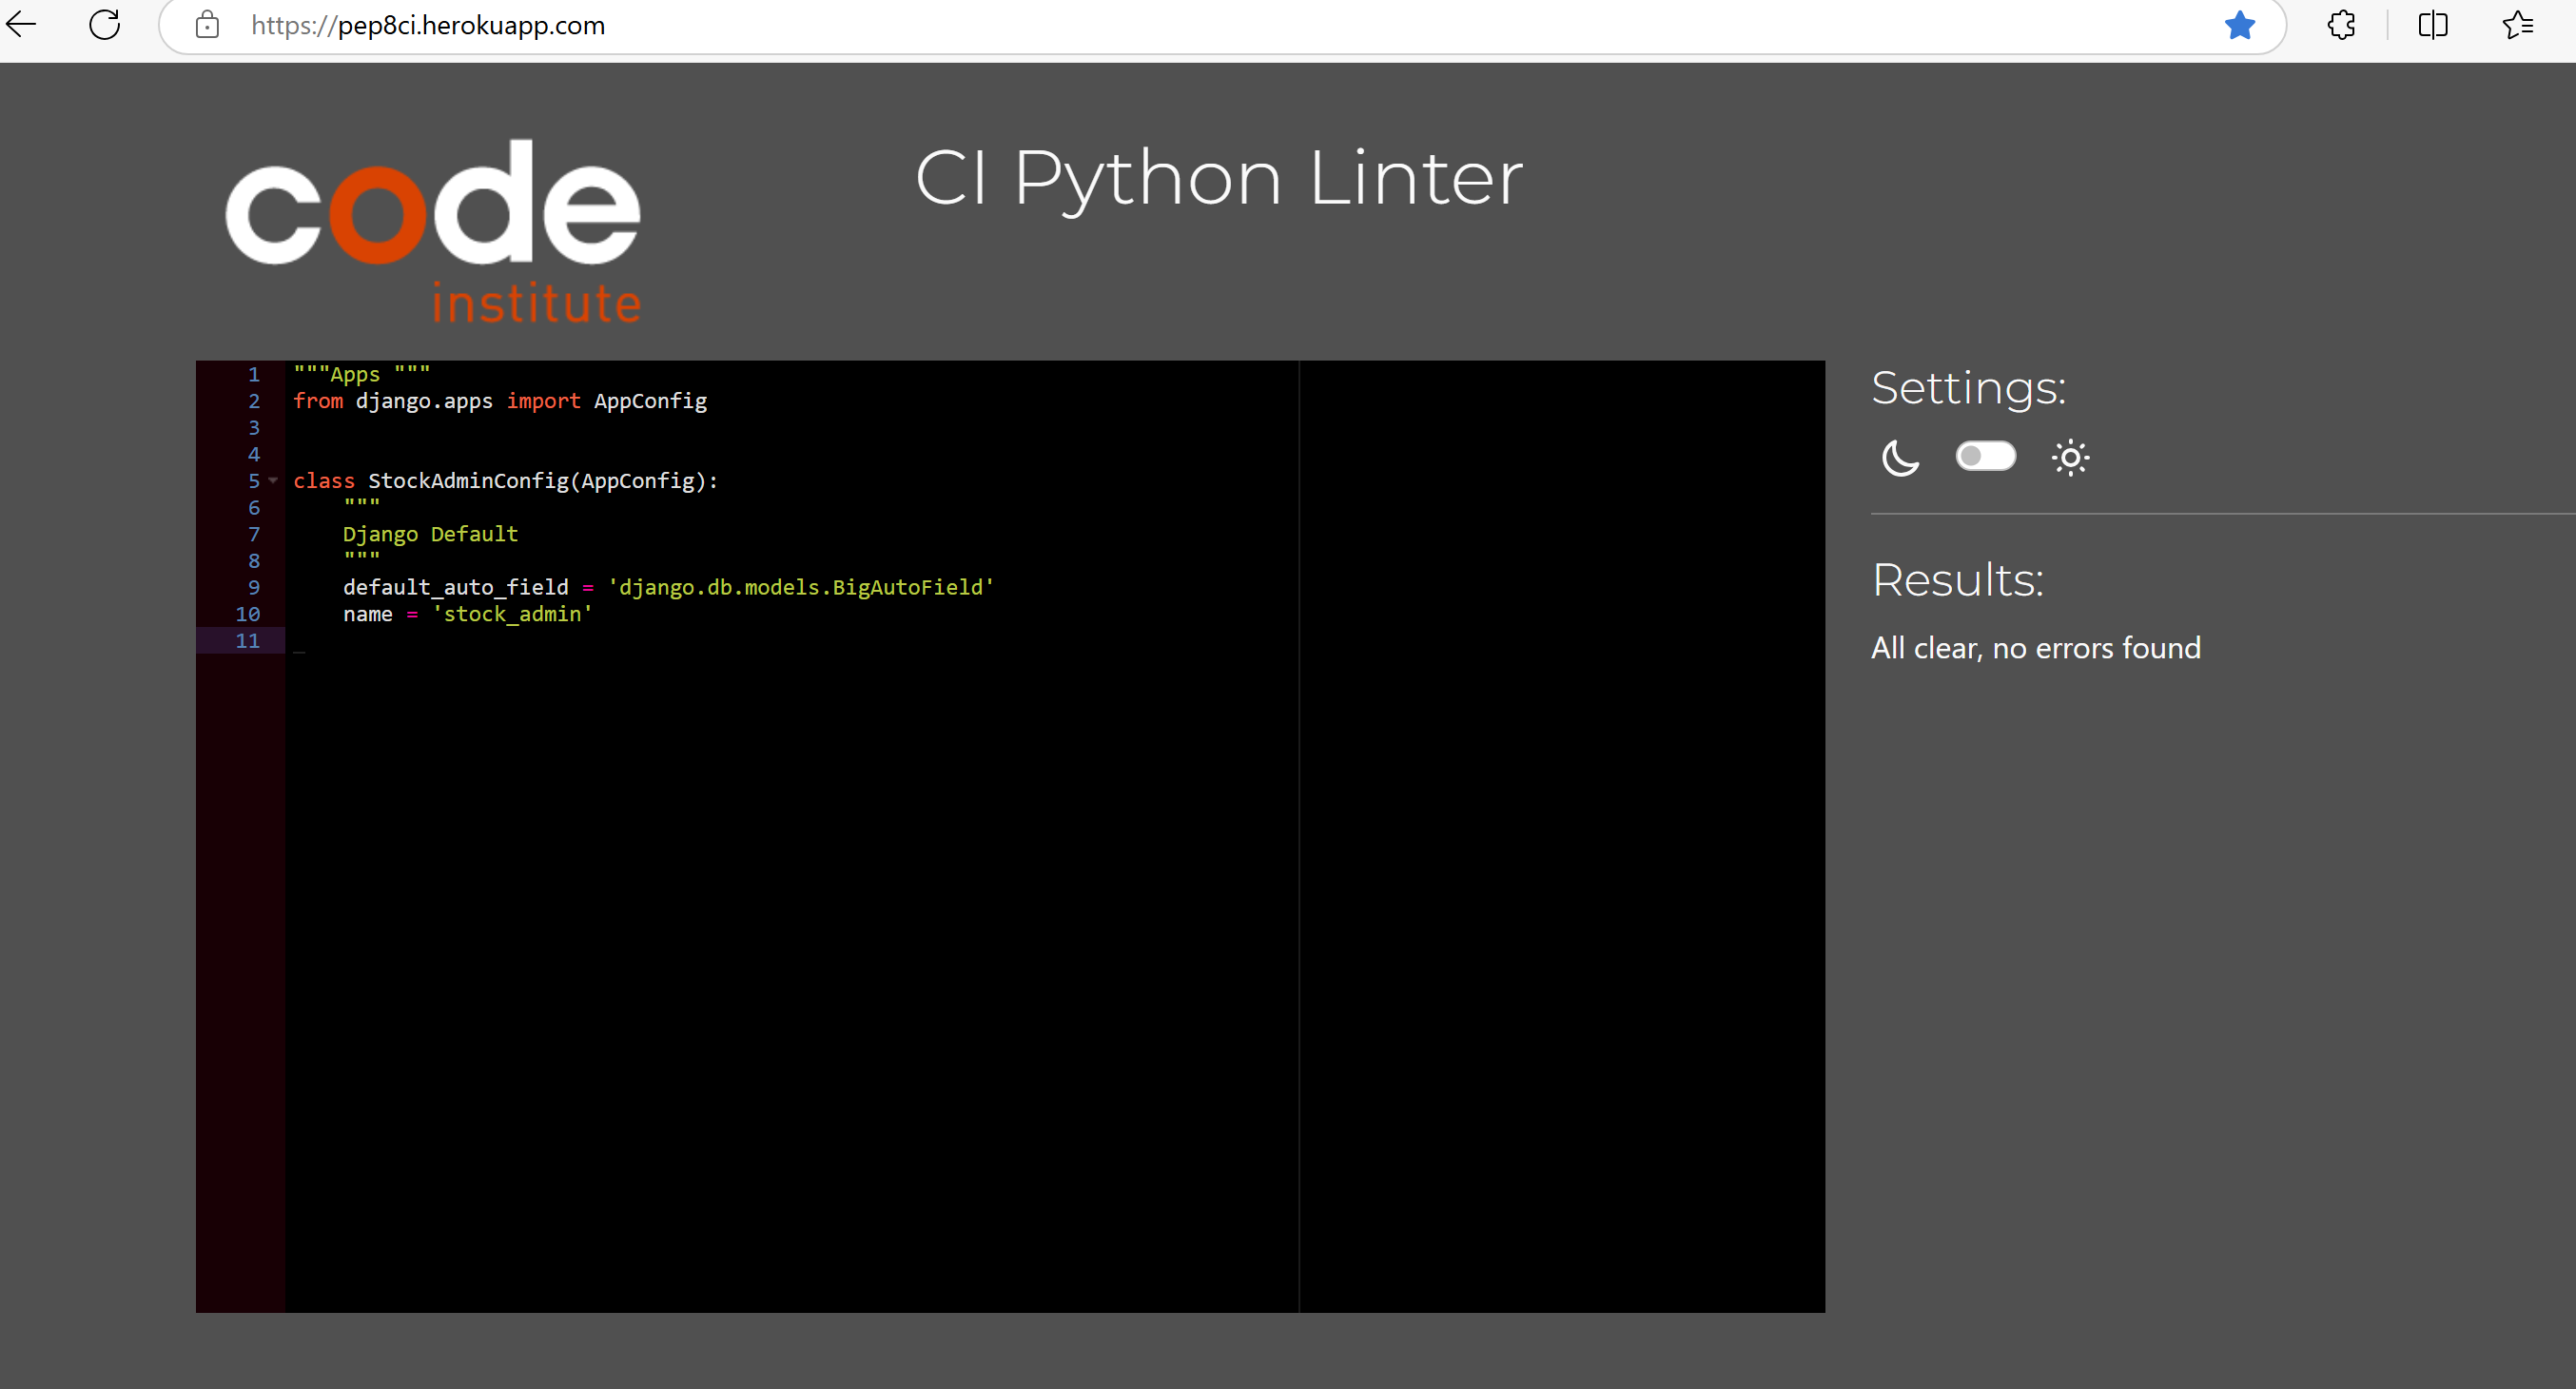 https://pep8ci.herokuapp.com
code
institute
CI Python Linter
1 """Apps """
2 from django.apps import AppConfig
3
4
5 class StockAdminConfig(AppConfig):
6     """
7     Django Default
8     """
9     default_auto_field = 'django.db.models.BigAutoField'
10     name = 'stock_admin'
11
Settings:
Results:
All clear, no errors found